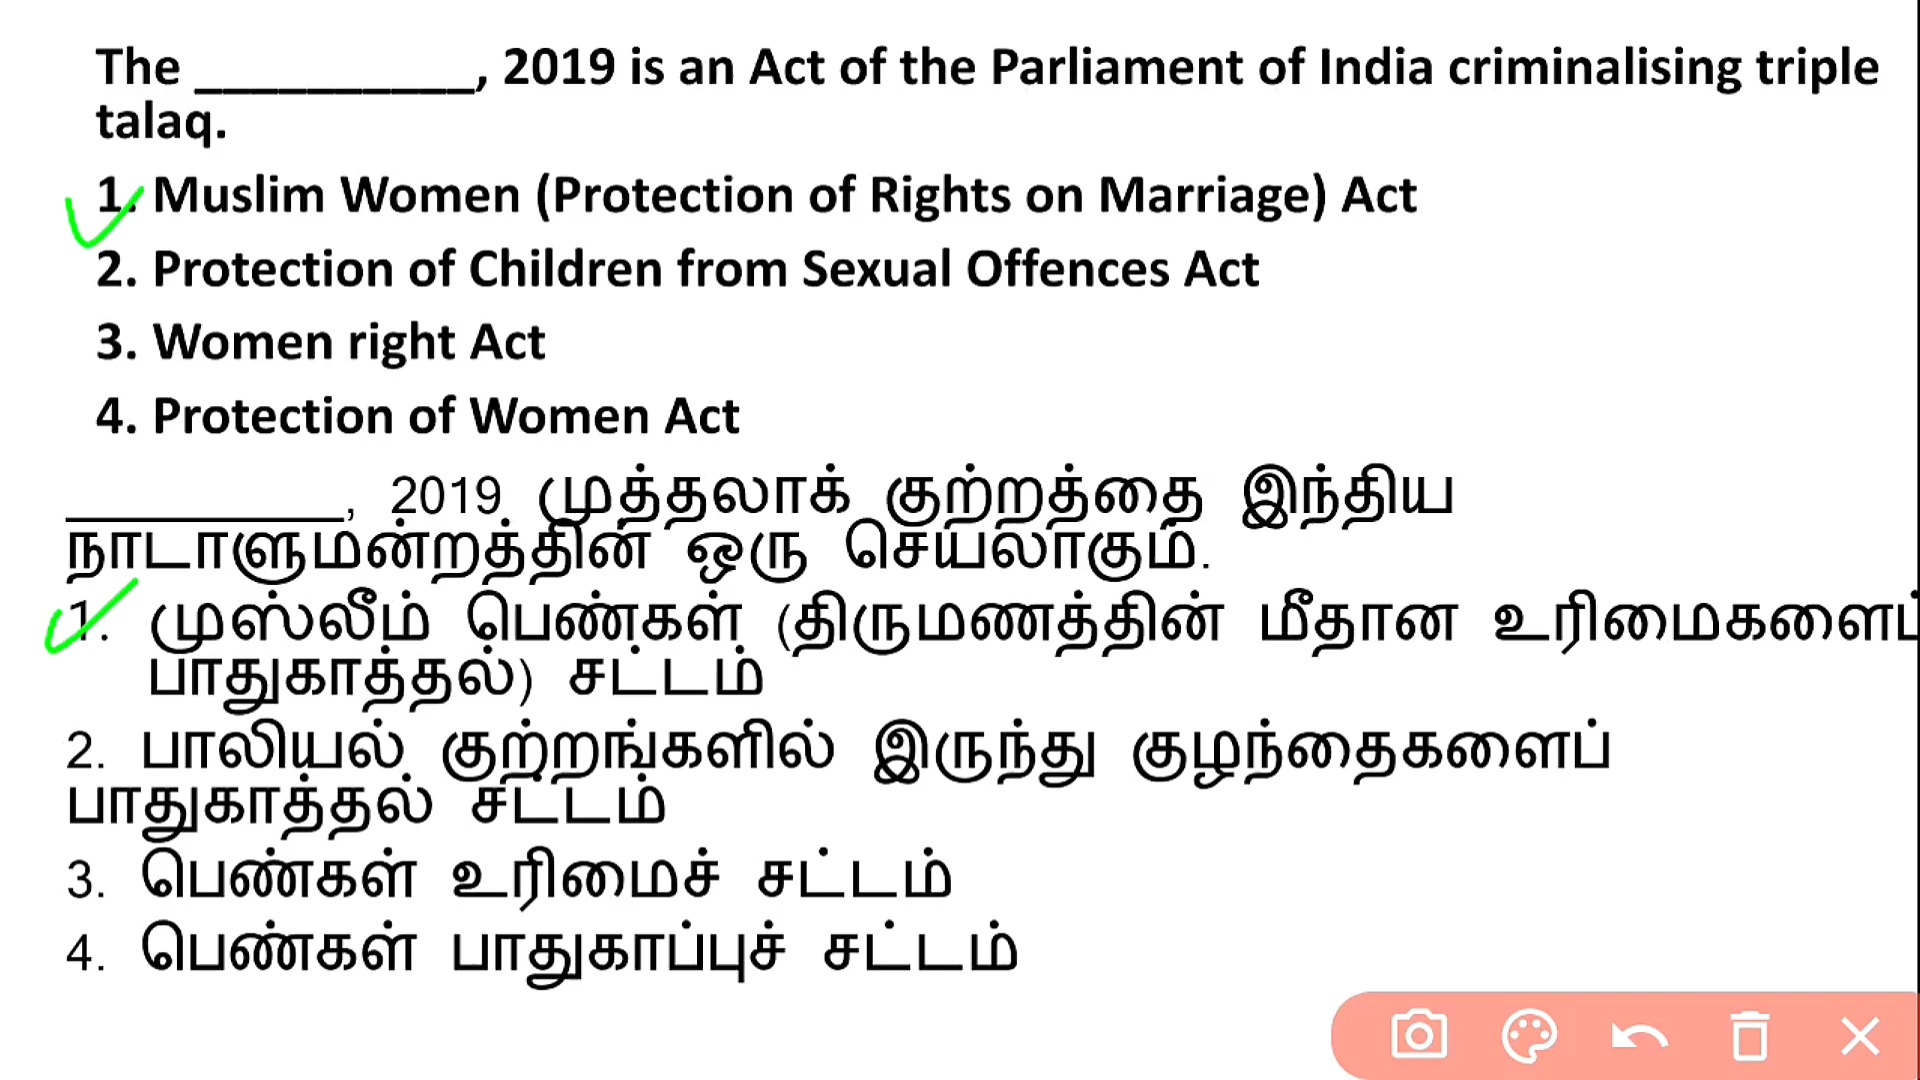 The __________, 2019 is an Act of the Parliament of India criminalising triple
talaq.
1. Muslim Women (Protection of Rights on Marriage) Act
2. Protection of Children from Sexual Offences Act
3. Women right Act
4. Protection of Women Act
__________, 2019 முத்தலாக் குற்றத்தை இந்திய
நாடாளுமன்றத்தின் ஒரு செயலாகும்.
1. முஸ்லீம் பெண்கள் (திருமணத்தின் மீதான உரிமைகளைப்
பாதுகாத்தல்) சட்டம்
2. பாலியல் குற்றங்களில் இருந்து குழந்தைகளைப்
பாதுகாத்தல் சட்டம்
3. பெண்கள் உரிமைச் சட்டம்
4. பெண்கள் பாதுகாப்புச் சட்டம்